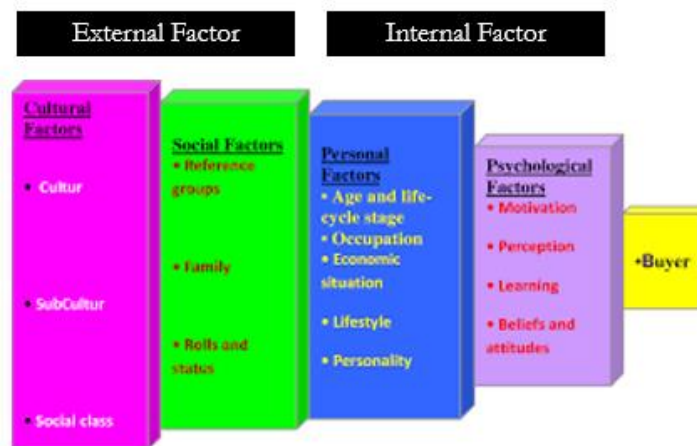 External Factor
Internal Factor
Cultural
Factors
• Cultur
• SubCultur
• Social class
Social Factors
• Reference
groups
• Family
• Rolls and
status
Personal
Factors
• Age and life-
cycle stage
• Occupation
• Economic
situation
• Lifestyle
• Personality
Psychological
Factors
• Motivation
• Perception
• Learning
• Beliefs and
attitudes
•Buyer